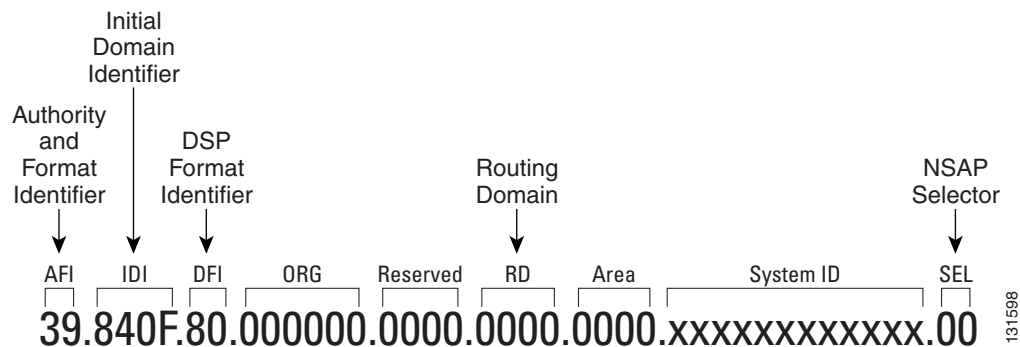 Initial
Domain
Identifier
Authority
and
Format
Identifier
DSP
Format
Identifier
Routing
Domain
NSAP
Selector
AFI IDI DFI ORG Reserved RD Area System ID SEL
39.840F.80.000000.0000.0000.0000.xxxxxxxxxxxx.00
131598